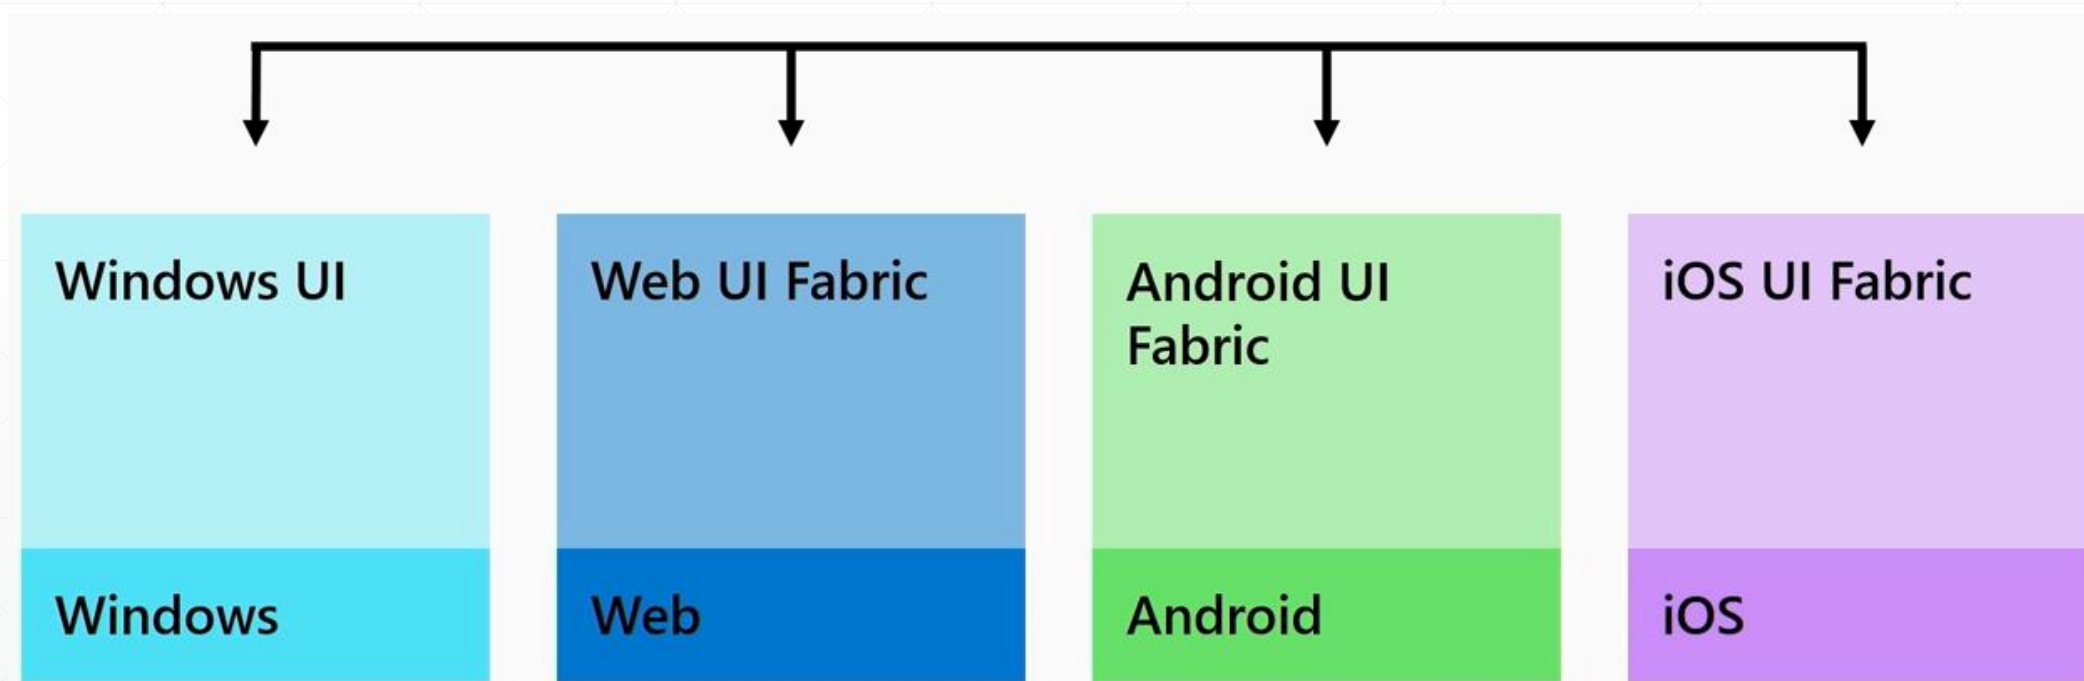 Windows UI
Web UI Fabric
Android UI
Fabric
iOS UI Fabric
Windows
Web
Android
iOS